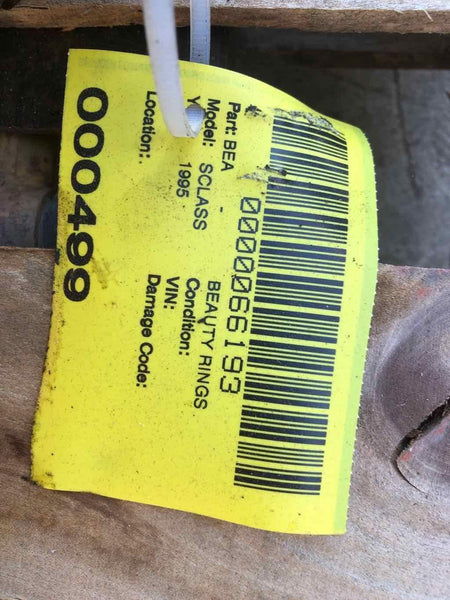 0000066193
Part: BEA - BEAUTY RINGS
Model: SCLASS Condition:
Y 1995 VIN:
Location: Damage Code:
000499